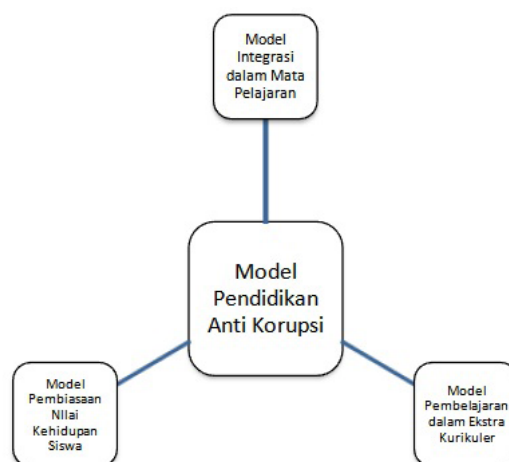 Model
Integrasi
dalam Mata
Pelajaran
Model
Pendidikan
Anti Korupsi
Model
Pembiasaan
NIlai
Kehidupan
Siswa
Model
Pembelajaran
dalam Ekstra
Kurikuler